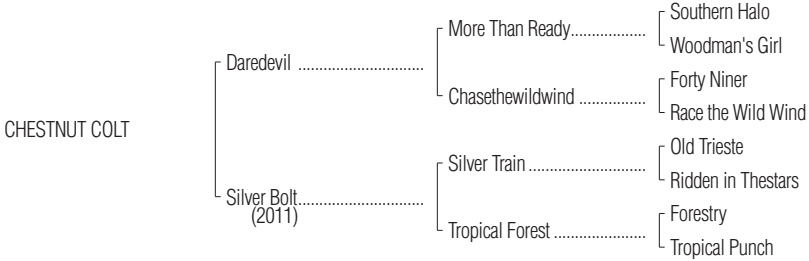 Southern Halo
More Than Ready..................
Woodman's Girl
Daredevil ..............................
Forty Niner
Chasethewildwind ................
Race the Wild Wind
CHESTNUT COLT
Old Trieste
Silver Train ............................
Ridden in Thestars
Silver Bolt..............................
(2011)
Forestry
Tropical Forest ......................
Tropical Punch